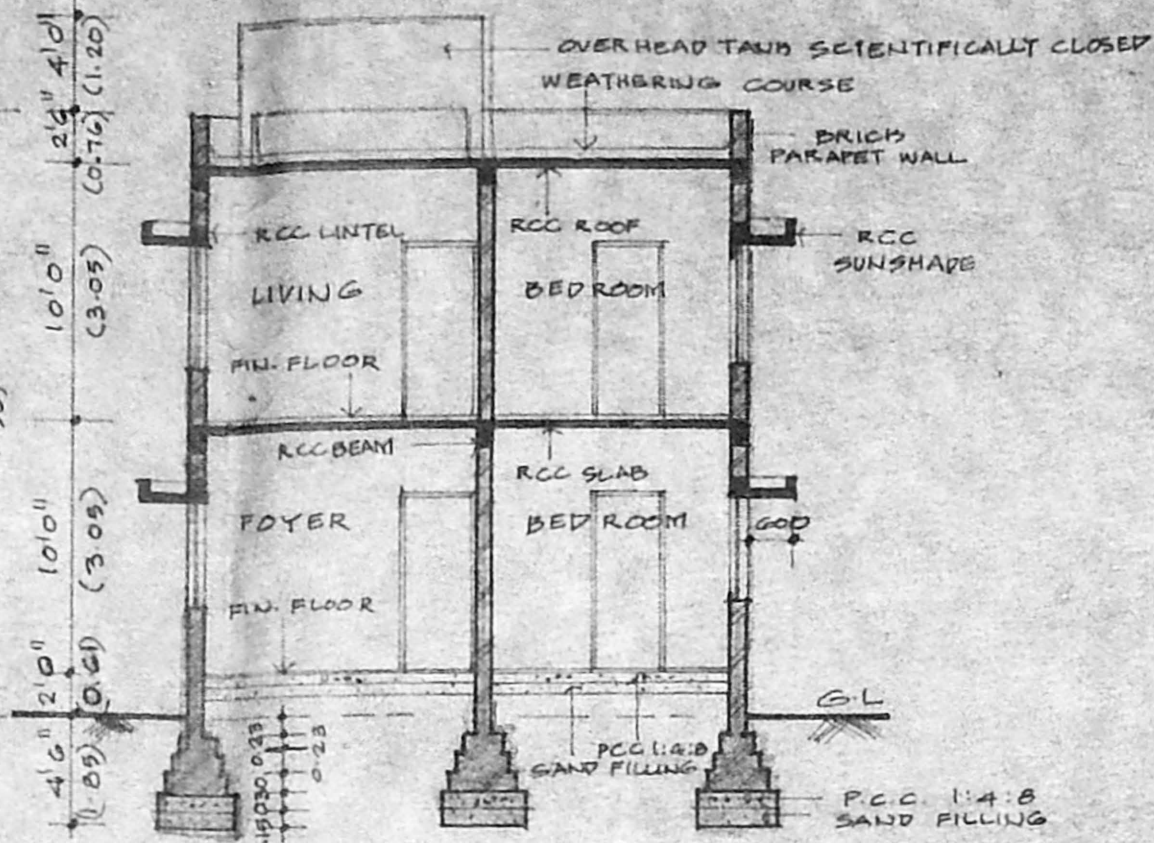 4'0"
(1.20)
OVER HEAD TANK SCIENTIFICALLY CLOSED
WEATHERING COURSE
2'6"
(0.76)
BRICK
PARAPET WALL
RCC LINTEL
RCC ROOF
RCC
SUNSHADE
10'0"
(3.05)
LIVING
BED ROOM
FIN. FLOOR
RCC BEAM
RCC SLAB
10'0"
(3.05)
FOYER
BED ROOM
FIN. FLOOR
2'0"
(0.61)
G.L
4'6"
0.23
0.23
PCC 1:4:8
SAND FILLING
P.C.C. 1:4:8
SAND FILLING